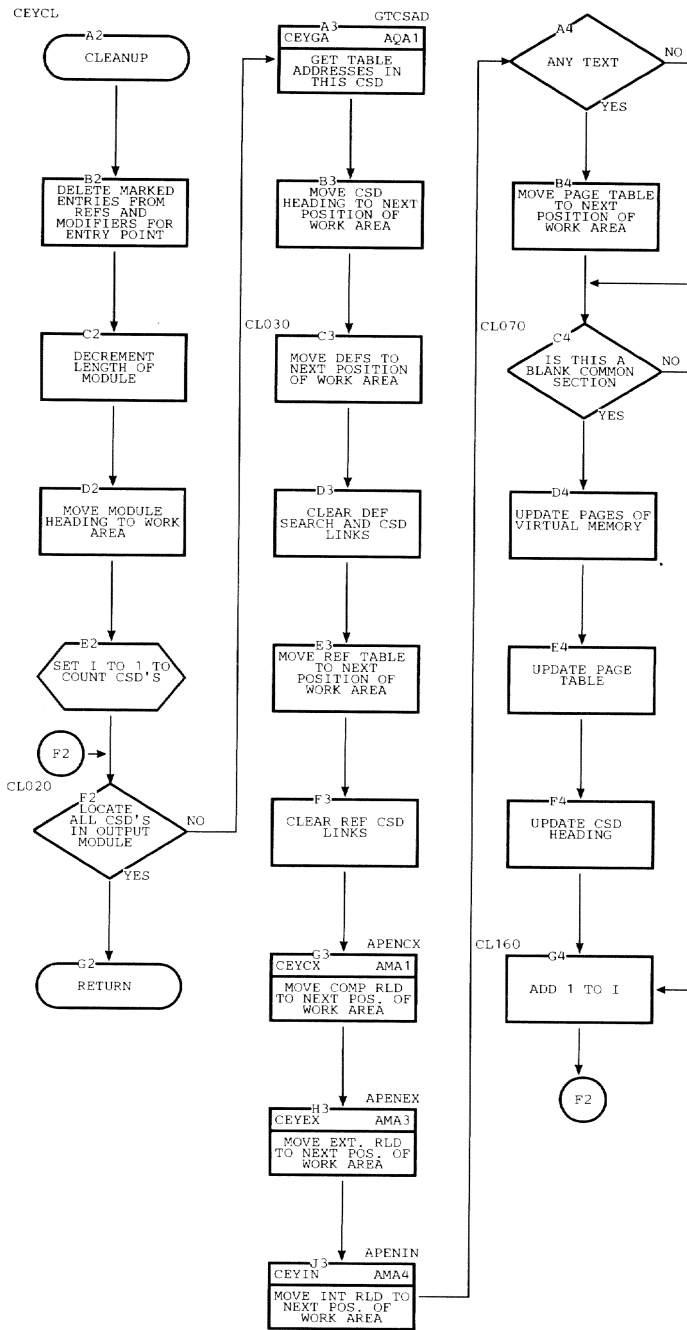 CEYCL
A2
CLEANUP
B2
DELETE MARKED
ENTRIES FROM
REFS AND
MODIFIERS FOR
ENTRY POINT
C2
DECREMENT
LENGTH OF
MODULE
D2
MOVE MODULE
HEADING TO WORK
AREA
E2
SET I TO 1 TO
COUNT CSD'S
F2
CL020
F2
LOCATE
ALL CSD'S
IN OUTPUT
MODULE
NO
YES
G2
RETURN
GTCSAD
A3
CEYGA AQA1
GET TABLE
ADDRESSES IN
THIS CSD
B3
MOVE CSD
HEADING TO NEXT
POSITION OF
WORK AREA
CL030
C3
MOVE DEFS TO
NEXT POSITION
OF WORK AREA
D3
CLEAR DEF
SEARCH AND CSD
LINKS
E3
MOVE REF TABLE
TO NEXT
POSITION OF
WORK AREA
F3
CLEAR REF CSD
LINKS
APENCX
G3
CEYCX AMA1
MOVE COMP RLD
TO NEXT POS. OF
WORK AREA
APENEX
H3
CEYEX AMA3
MOVE EXT. RLD
TO NEXT POS. OF
WORK AREA
APENIN
J3
CEYIN AMA4
MOVE INT RLD TO
NEXT POS. OF
WORK AREA
A4
ANY TEXT
NO
YES
B4
MOVE PAGE TABLE
TO NEXT
POSITION OF
WORK AREA
CL070
C4
IS THIS A
BLANK COMMON
SECTION
NO
YES
D4
UPDATE PAGES OF
VIRTUAL MEMORY
E4
UPDATE PAGE
TABLE
F4
UPDATE CSD
HEADING
CL160
G4
ADD 1 TO I
F2